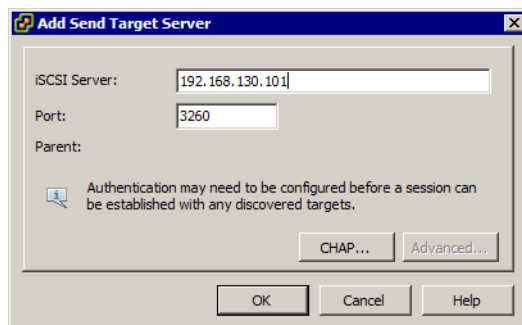 Add Send Target Server
iSCSI Server:
192.168.130.101
Port:
3260
Parent:
Authentication may need to be configured before a session can
be established with any discovered targets.
CHAP...
Advanced...
OK
Cancel
Help